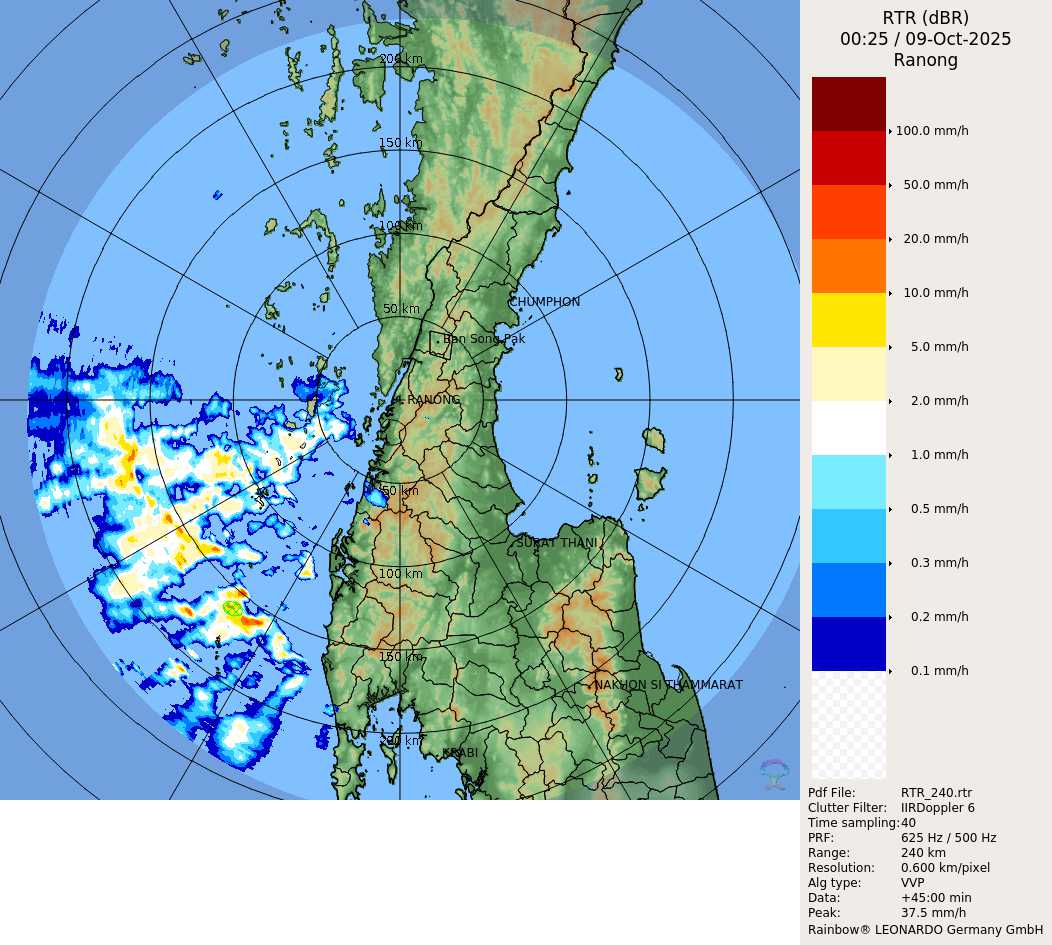 RTR (dBR)
00:25 / 09-Oct-2025
Ranong
100.0 mm/h
50.0 mm/h
20.0 mm/h
10.0 mm/h
5.0 mm/h
2.0 mm/h
1.0 mm/h
0.5 mm/h
0.3 mm/h
0.2 mm/h
0.1 mm/h
200 km
150 km
100 km
CHUMPHON
50 km
Ban Song Pak
RANONG
50 km
SURAT THANI
100 km
150 km
NAKHON SI THAMMARAT
200 km
KRABI
Pdf File: RTR_240.rtr
Clutter Filter: IIRDoppler 6
Time sampling: 40
PRF: 625 Hz / 500 Hz
Range: 240 km
Resolution: 0.600 km/pixel
Alg type: VVP
Data: +45:00 min
Peak: 37.5 mm/h
Rainbow® LEONARDO Germany GmbH